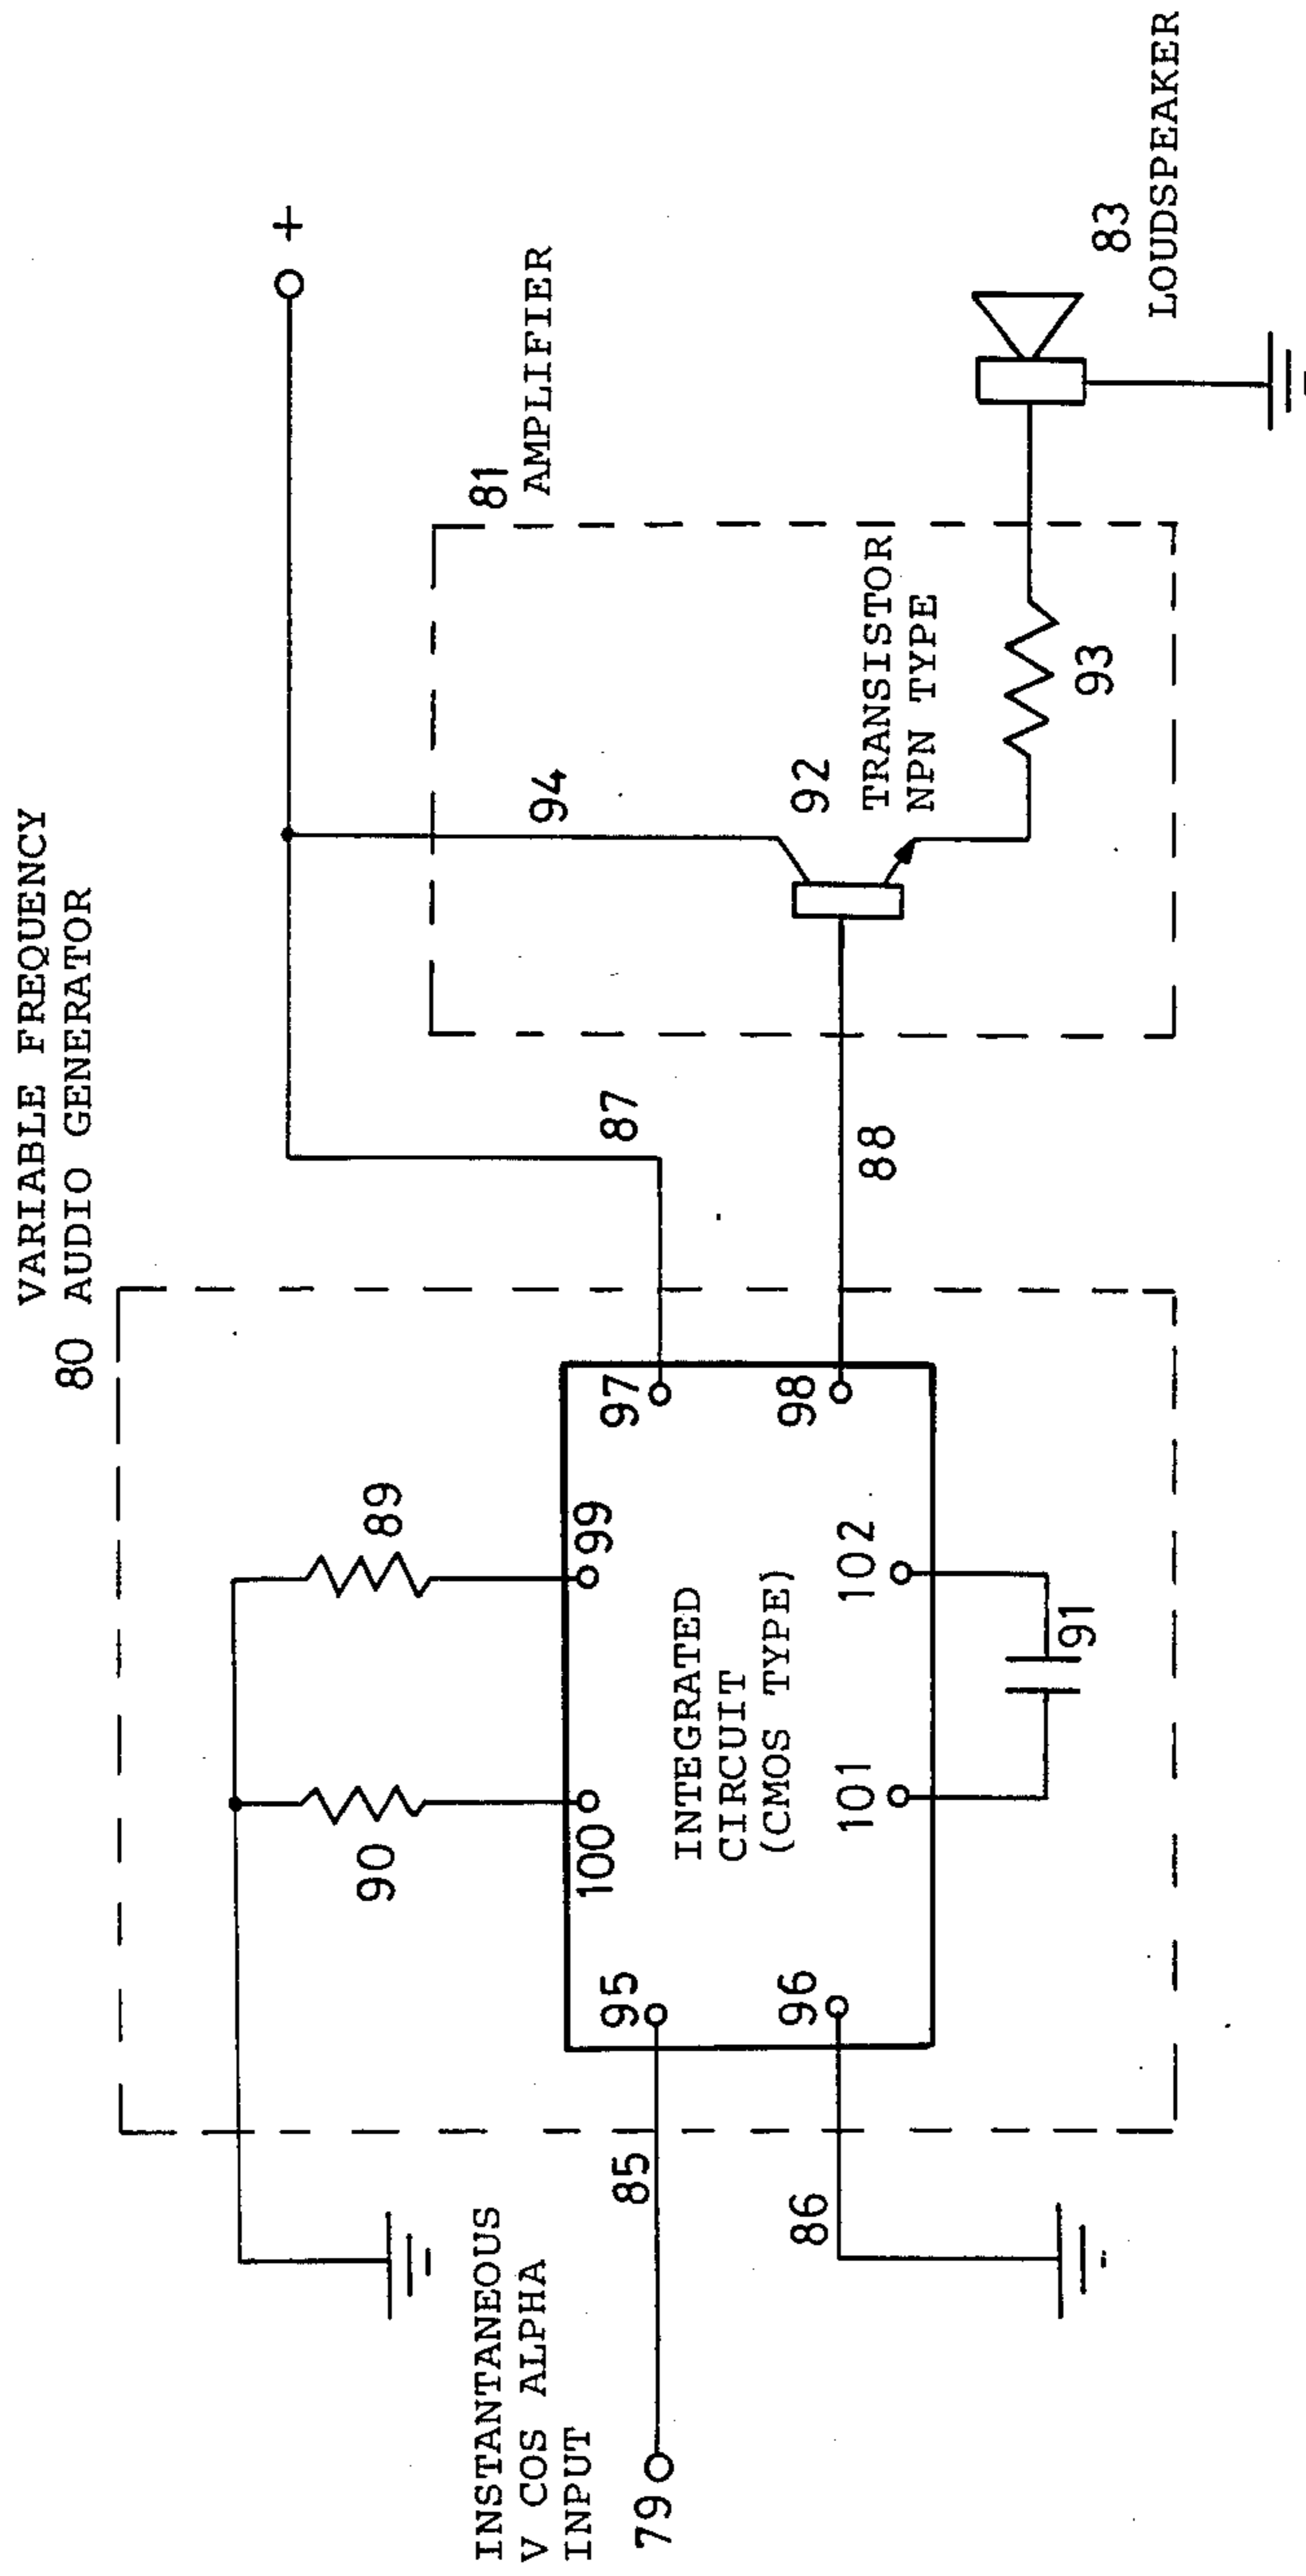 VARIABLE FREQUENCY
80 AUDIO GENERATOR
+
81
AMPLIFIER
90
89
94
87
100
99
95
97
85
INSTANTANEOUS
V COS ALPHA
INPUT
79
INTEGRATED
CIRCUIT
(CMOS TYPE)
96
98
86
88
101
102
91
92
TRANSISTOR
NPN TYPE
93
83
LOUDSPEAKER